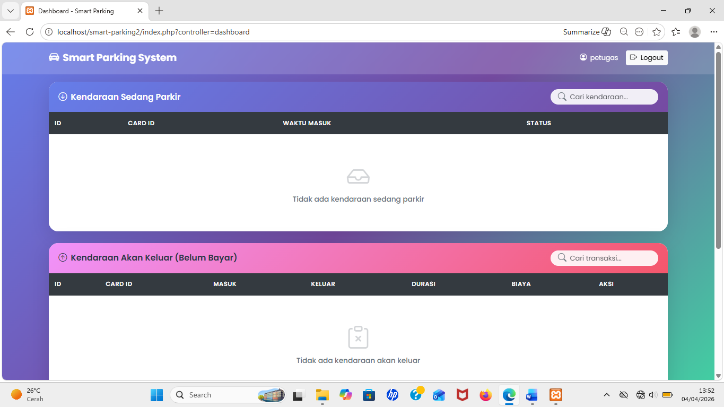 Dashboard - Smart Parking
localhost/smart-parking2/index.php?controller=dashboard
Summarize
Smart Parking System
petugas
Logout
Kendaraan Sedang Parkir
Cari kendaraan...
ID CARD ID WAKTU MASUK STATUS
Tidak ada kendaraan sedang parkir
Kendaraan Akan Keluar (Belum Bayar)
Cari transaksi...
ID CARD ID MASUK KELUAR DURASI BIAYA AKSI
Tidak ada kendaraan akan keluar
26°C
Cerah
Search
13:52
04/04/2026